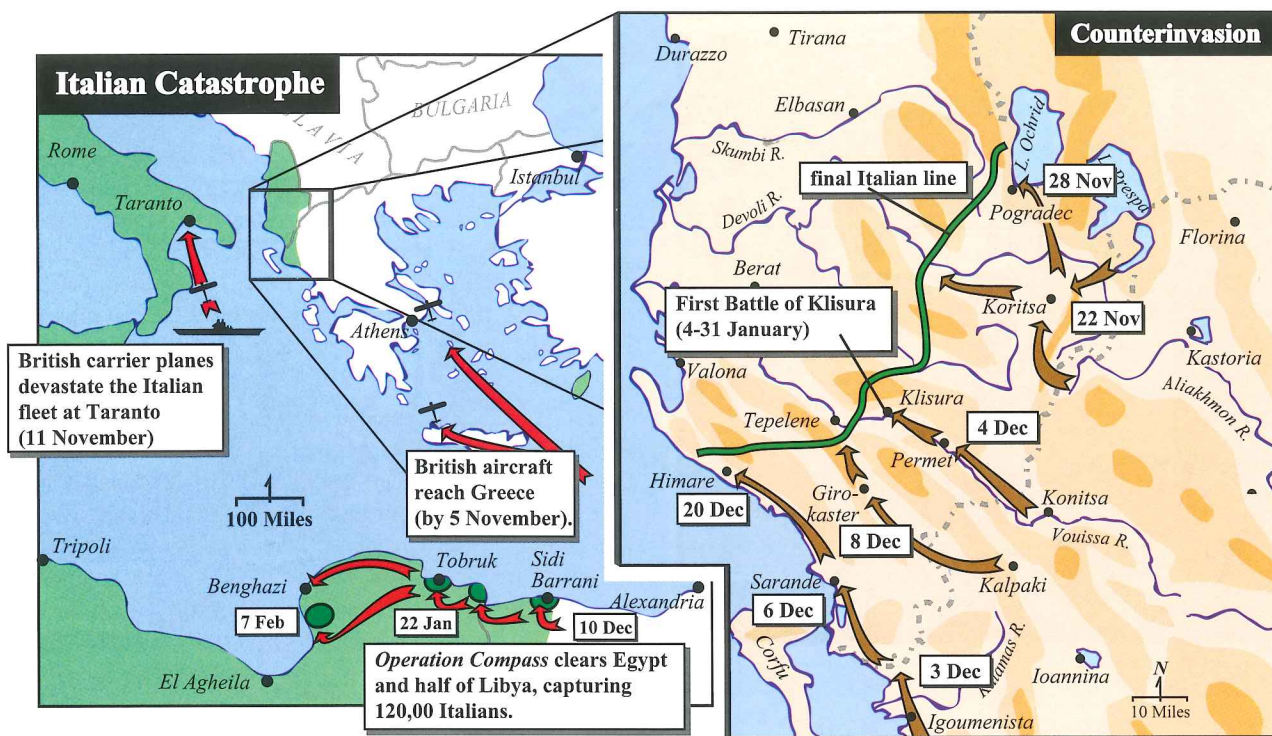 Italian Catastrophe
BULGARIA
LAVIA
Rome
Taranto
Istanbul
Athens
British carrier planes
devastate the Italian
fleet at Taranto
(11 November)
British aircraft
reach Greece
(by 5 November).
100 Miles
Tripoli
Benghazi
Tobruk
Sidi
Barrani
Alexandria
7 Feb
22 Jan
10 Dec
El Agheila
Operation Compass clears Egypt
and half of Libya, capturing
120,00 Italians.
Counterinvasion
Durazzo
Tirana
Elbasan
Skumbi R.
L. Ochrid
L. Prespa
final Italian line
28 Nov
Pogradec
Devoli R.
Florina
Berat
First Battle of Klisura
(4-31 January)
Koritsa
22 Nov
Kastoria
Valona
Aliakhmon R.
Klisura
Tepelene
4 Dec
Permet
Himare
20 Dec
Giro-
kaster
Konitsa
Vouissa R.
8 Dec
Kalpaki
Sarande
6 Dec
Corfu
Kalamas R.
3 Dec
Ioannina
N
10 Miles
Igoumenista